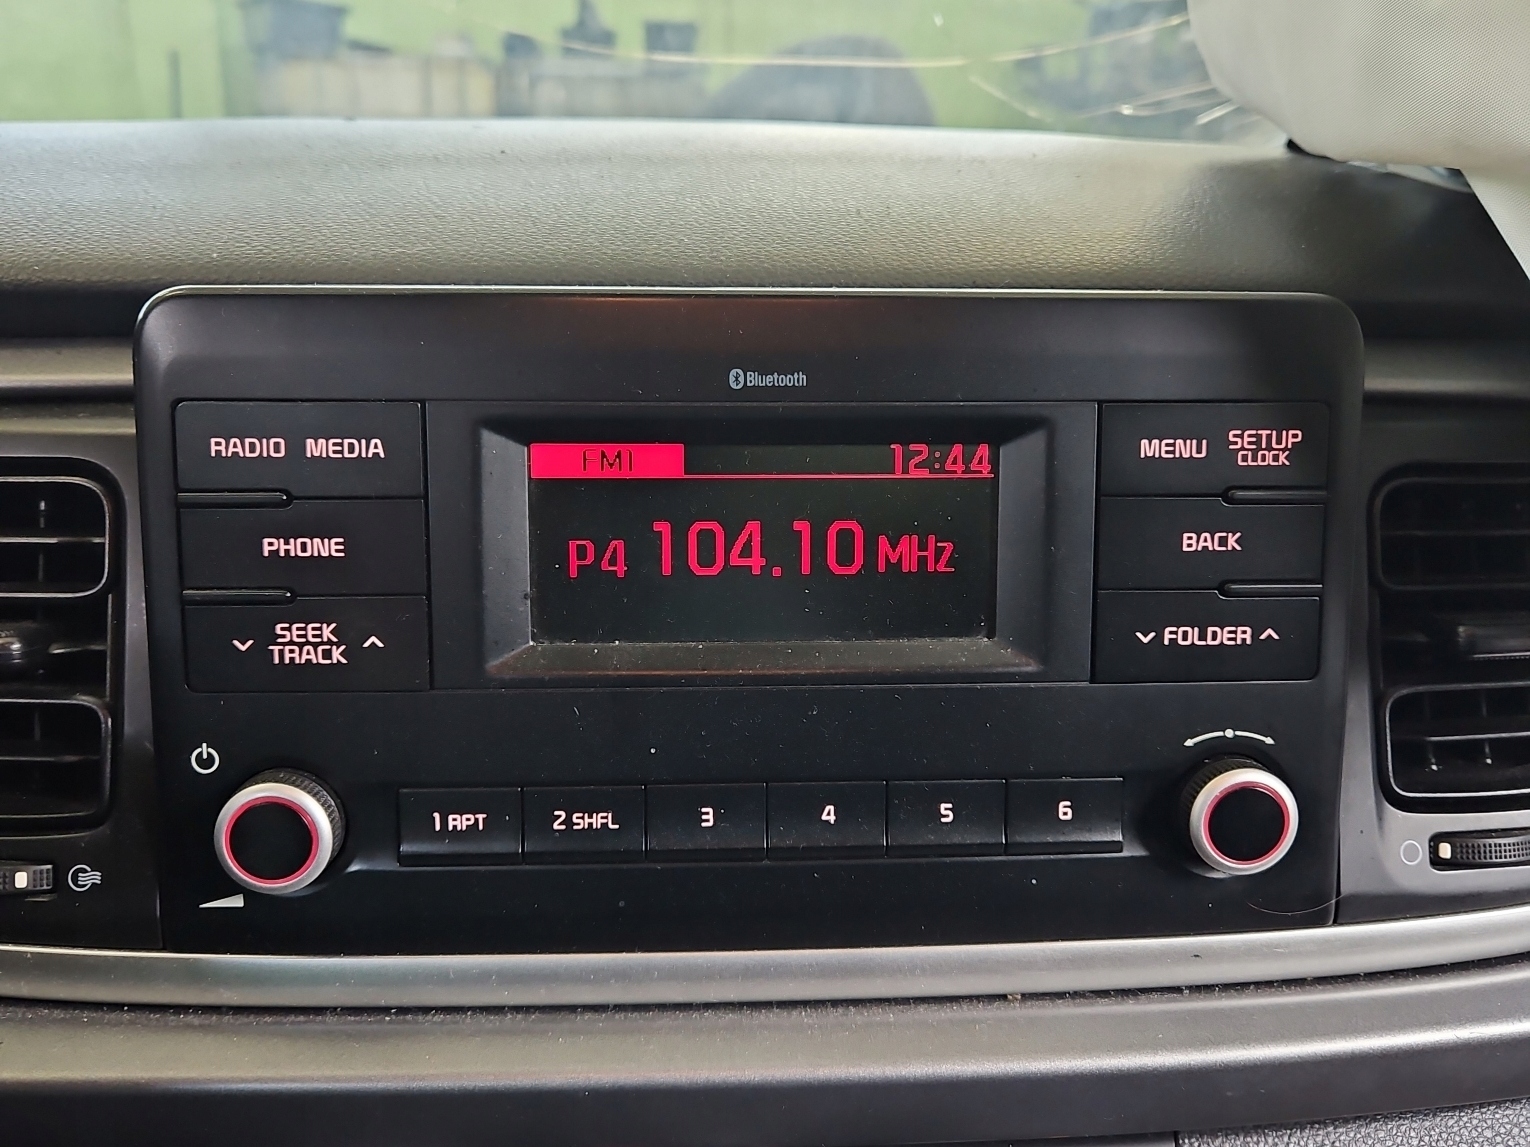 Bluetooth
RADIO MEDIA
FM1 12:44
MENU SETUP
CLOCK
PHONE
P4 104.10 MHz
BACK
SEEK
TRACK
FOLDER
1 RPT
2 SHFL
3
4
5
6